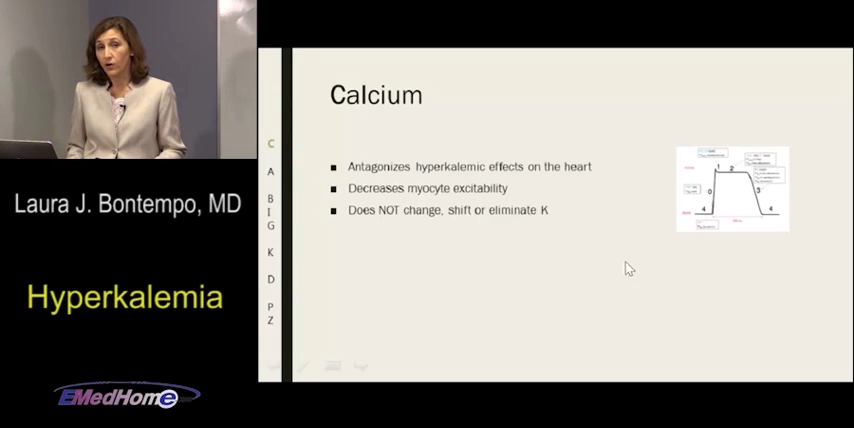 Laura J. Bontempo, MD
Hyperkalemia
EMedHome
C
A
B
I
G
K
D
P
Z
Calcium
Antagonizes hyperkalemic effects on the heart
Decreases myocyte excitability
Does NOT change, shift or eliminate K
1
2
0
3
4
4